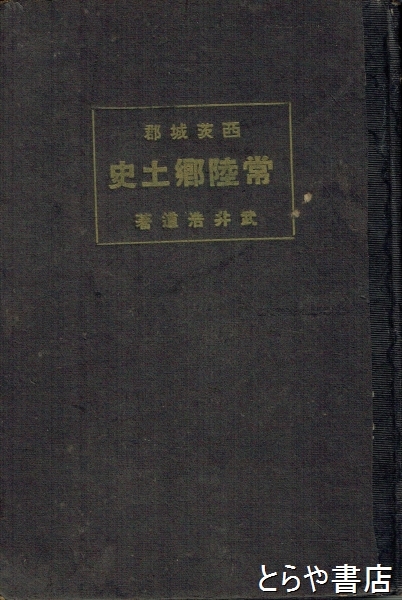 西茨城郡
常陸郷土史
武井浩道著
とらや書店